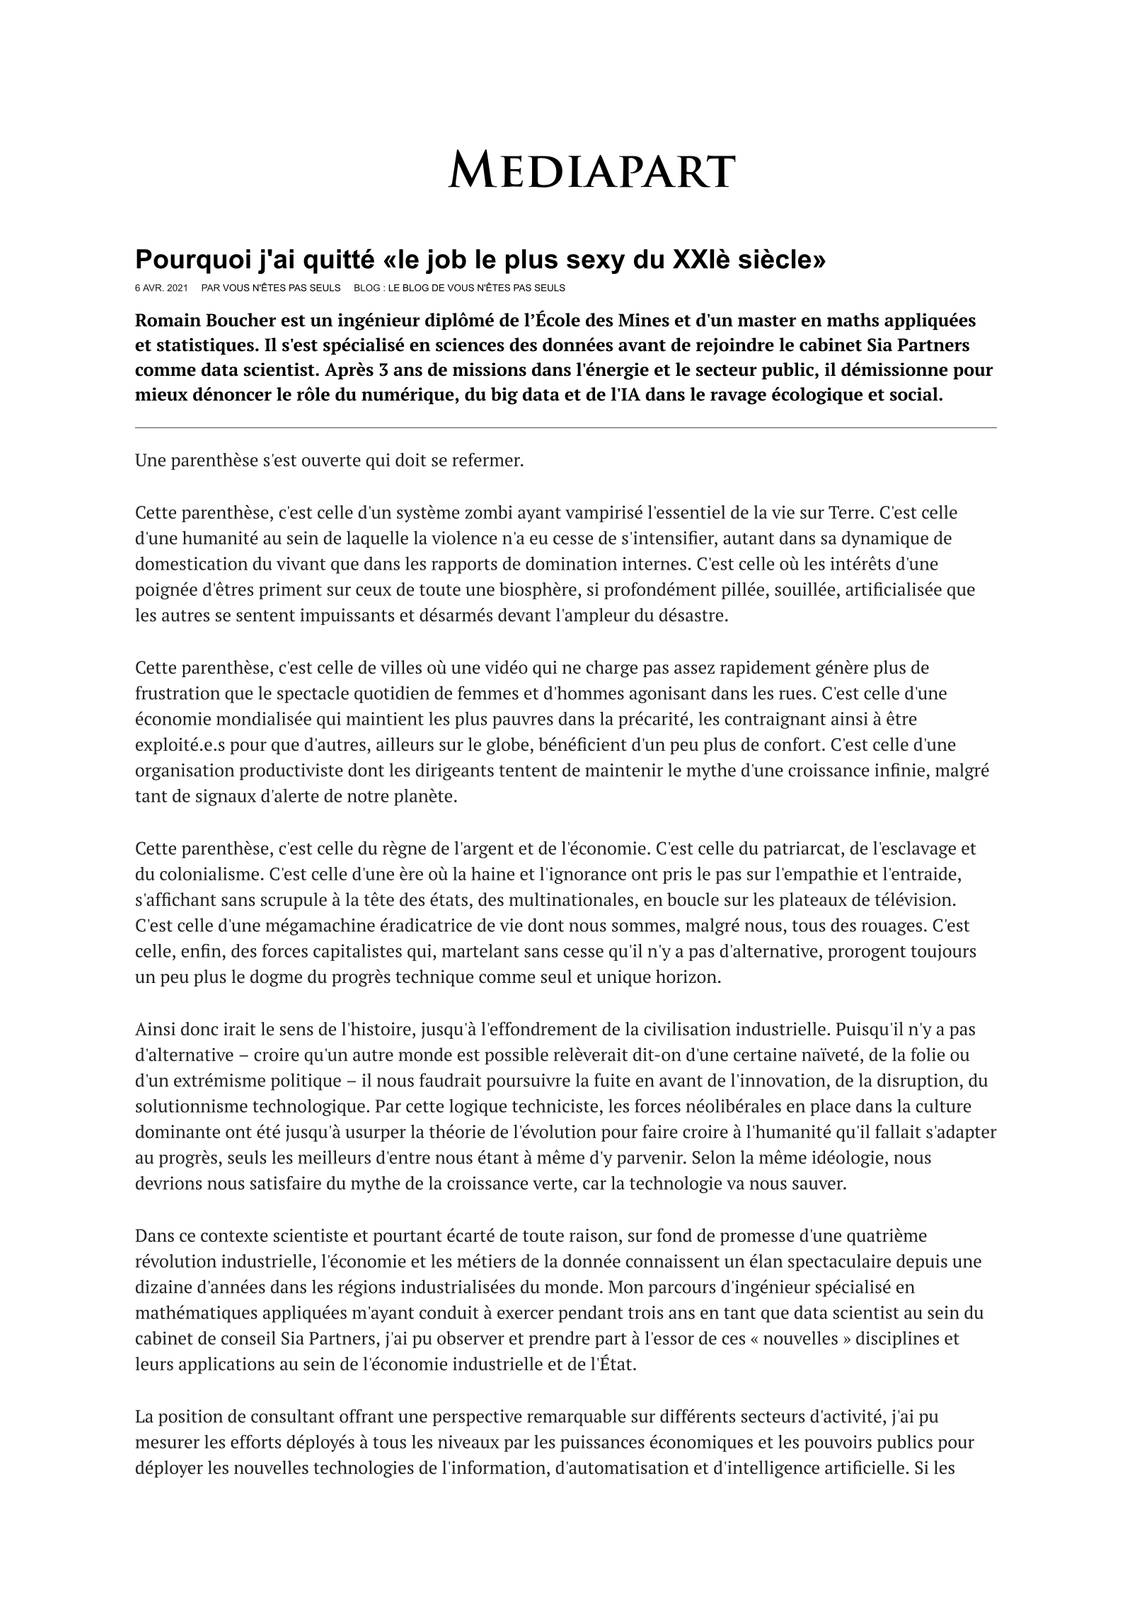 MEDIAPART
Pourquoi j'ai quitté «le job le plus sexy du XXIè siècle»
6 AVR. 2021 PAR VOUS N'ÊTES PAS SEULS BLOG : LE BLOG DE VOUS N'ÊTES PAS SEULS
Romain Boucher est un ingénieur diplômé de l’École des Mines et d'un master en maths appliquées
et statistiques. Il s'est spécialisé en sciences des données avant de rejoindre le cabinet Sia Partners
comme data scientist. Après 3 ans de missions dans l'énergie et le secteur public, il démissionne pour
mieux dénoncer le rôle du numérique, du big data et de l'IA dans le ravage écologique et social.
Une parenthèse s'est ouverte qui doit se refermer.
Cette parenthèse, c'est celle d'un système zombi ayant vampirisé l'essentiel de la vie sur Terre. C'est celle
d'une humanité au sein de laquelle la violence n'a eu cesse de s'intensifier, autant dans sa dynamique de
domestication du vivant que dans les rapports de domination internes. C'est celle où les intérêts d'une
poignée d'êtres priment sur ceux de toute une biosphère, si profondément pillée, souillée, artificialisée que
les autres se sentent impuissants et désarmés devant l'ampleur du désastre.
Cette parenthèse, c'est celle de villes où une vidéo qui ne charge pas assez rapidement génère plus de
frustration que le spectacle quotidien de femmes et d'hommes agonisant dans les rues. C'est celle d'une
économie mondialisée qui maintient les plus pauvres dans la précarité, les contraignant ainsi à être
exploité.e.s pour que d'autres, ailleurs sur le globe, bénéficient d'un peu plus de confort. C'est celle d'une
organisation productiviste dont les dirigeants tentent de maintenir le mythe d'une croissance infinie, malgré
tant de signaux d'alerte de notre planète.
Cette parenthèse, c'est celle du règne de l'argent et de l'économie. C'est celle du patriarcat, de l'esclavage et
du colonialisme. C'est celle d'une ère où la haine et l'ignorance ont pris le pas sur l'empathie et l'entraide,
s'affichant sans scrupule à la tête des états, des multinationales, en boucle sur les plateaux de télévision.
C'est celle d'une mégamachine éradicatrice de vie dont nous sommes, malgré nous, tous des rouages. C'est
celle, enfin, des forces capitalistes qui, martelant sans cesse qu'il n'y a pas d'alternative, prorogent toujours
un peu plus le dogme du progrès technique comme seul et unique horizon.
Ainsi donc irait le sens de l'histoire, jusqu'à l'effondrement de la civilisation industrielle. Puisqu'il n'y a pas
d'alternative – croire qu'un autre monde est possible relèverait dit-on d'une certaine naïveté, de la folie ou
d'un extrémisme politique – il nous faudrait poursuivre la fuite en avant de l'innovation, de la disruption, du
solutionnisme technologique. Par cette logique techniciste, les forces néolibérales en place dans la culture
dominante ont été jusqu'à usurper la théorie de l'évolution pour faire croire à l'humanité qu'il fallait s'adapter
au progrès, seuls les meilleurs d'entre nous étant à même d'y parvenir. Selon la même idéologie, nous
devrions nous satisfaire du mythe de la croissance verte, car la technologie va nous sauver.
Dans ce contexte scientiste et pourtant écarté de toute raison, sur fond de promesse d'une quatrième
révolution industrielle, l'économie et les métiers de la donnée connaissent un élan spectaculaire depuis une
dizaine d'années dans les régions industrialisées du monde. Mon parcours d'ingénieur spécialisé en
mathématiques appliquées m'ayant conduit à exercer pendant trois ans en tant que data scientist au sein du
cabinet de conseil Sia Partners, j'ai pu observer et prendre part à l'essor de ces « nouvelles » disciplines et
leurs applications au sein de l'économie industrielle et de l'État.
La position de consultant offrant une perspective remarquable sur différents secteurs d'activité, j'ai pu
mesurer les efforts déployés à tous les niveaux par les puissances économiques et les pouvoirs publics pour
déployer les nouvelles technologies de l'information, d'automatisation et d'intelligence artificielle. Si les